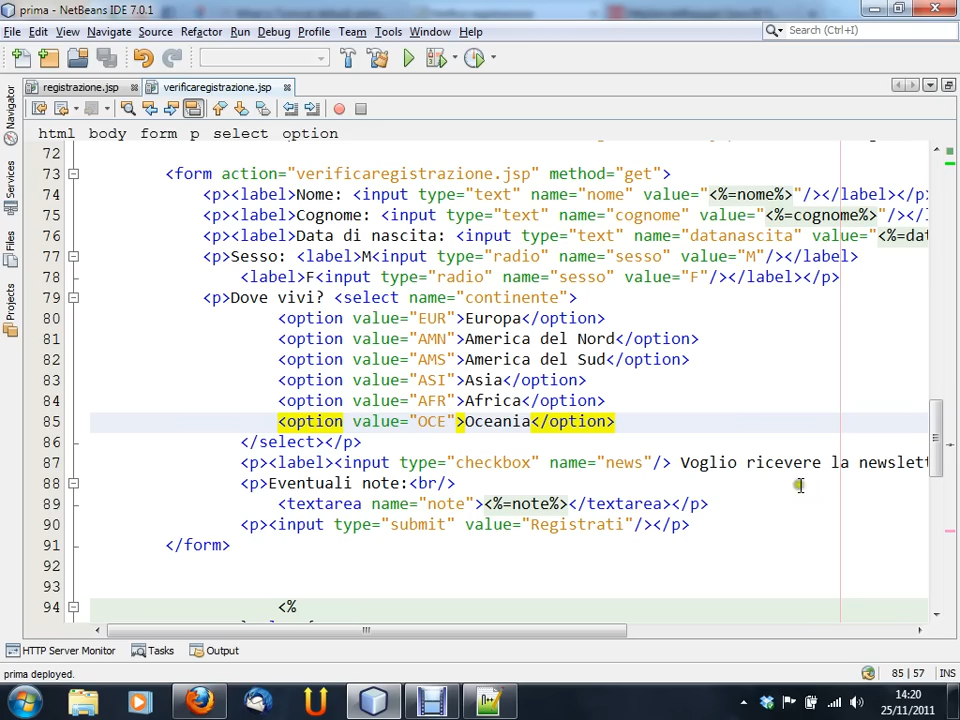 prima - NetBeans IDE 7.0.1
File Edit View Navigate Source Refactor Run Debug Profile Team Tools Window Help
Search (Ctrl+I)
registrazione.jsp
verificaregistrazione.jsp
html body form p select option
Navigator
Services
Files
Projects
72
73 <form action="verificaregistrazione.jsp" method="get">
74 <p><label>Nome: <input type="text" name="nome" value="<%=nome%>"/></label></p>
75 <p><label>Cognome: <input type="text" name="cognome" value="<%=cognome%>"/></l
76 <p><label>Data di nascita: <input type="text" name="datanascita" value="<%=dat
77 <p>Sesso: <label>M<input type="radio" name="sesso" value="M"/></label>
78 <label>F<input type="radio" name="sesso" value="F"/></label></p>
79 <p>Dove vivi? <select name="continente">
80 <option value="EUR">Europa</option>
81 <option value="AMN">America del Nord</option>
82 <option value="AMS">America del Sud</option>
83 <option value="ASI">Asia</option>
84 <option value="AFR">Africa</option>
85 <option value="OCE">Oceania</option>
86 </select></p>
87 <p><label><input type="checkbox" name="news"/> Voglio ricevere la newslett
88 <p>Eventuali note:<br/>
89 <textarea name="note"><%=note%></textarea></p>
90 <p><input type="submit" value="Registrati"/></p>
91 </form>
92
93
94 <%
HTTP Server Monitor Tasks Output
prima deployed.
85 | 57 INS
14:20
25/11/2011